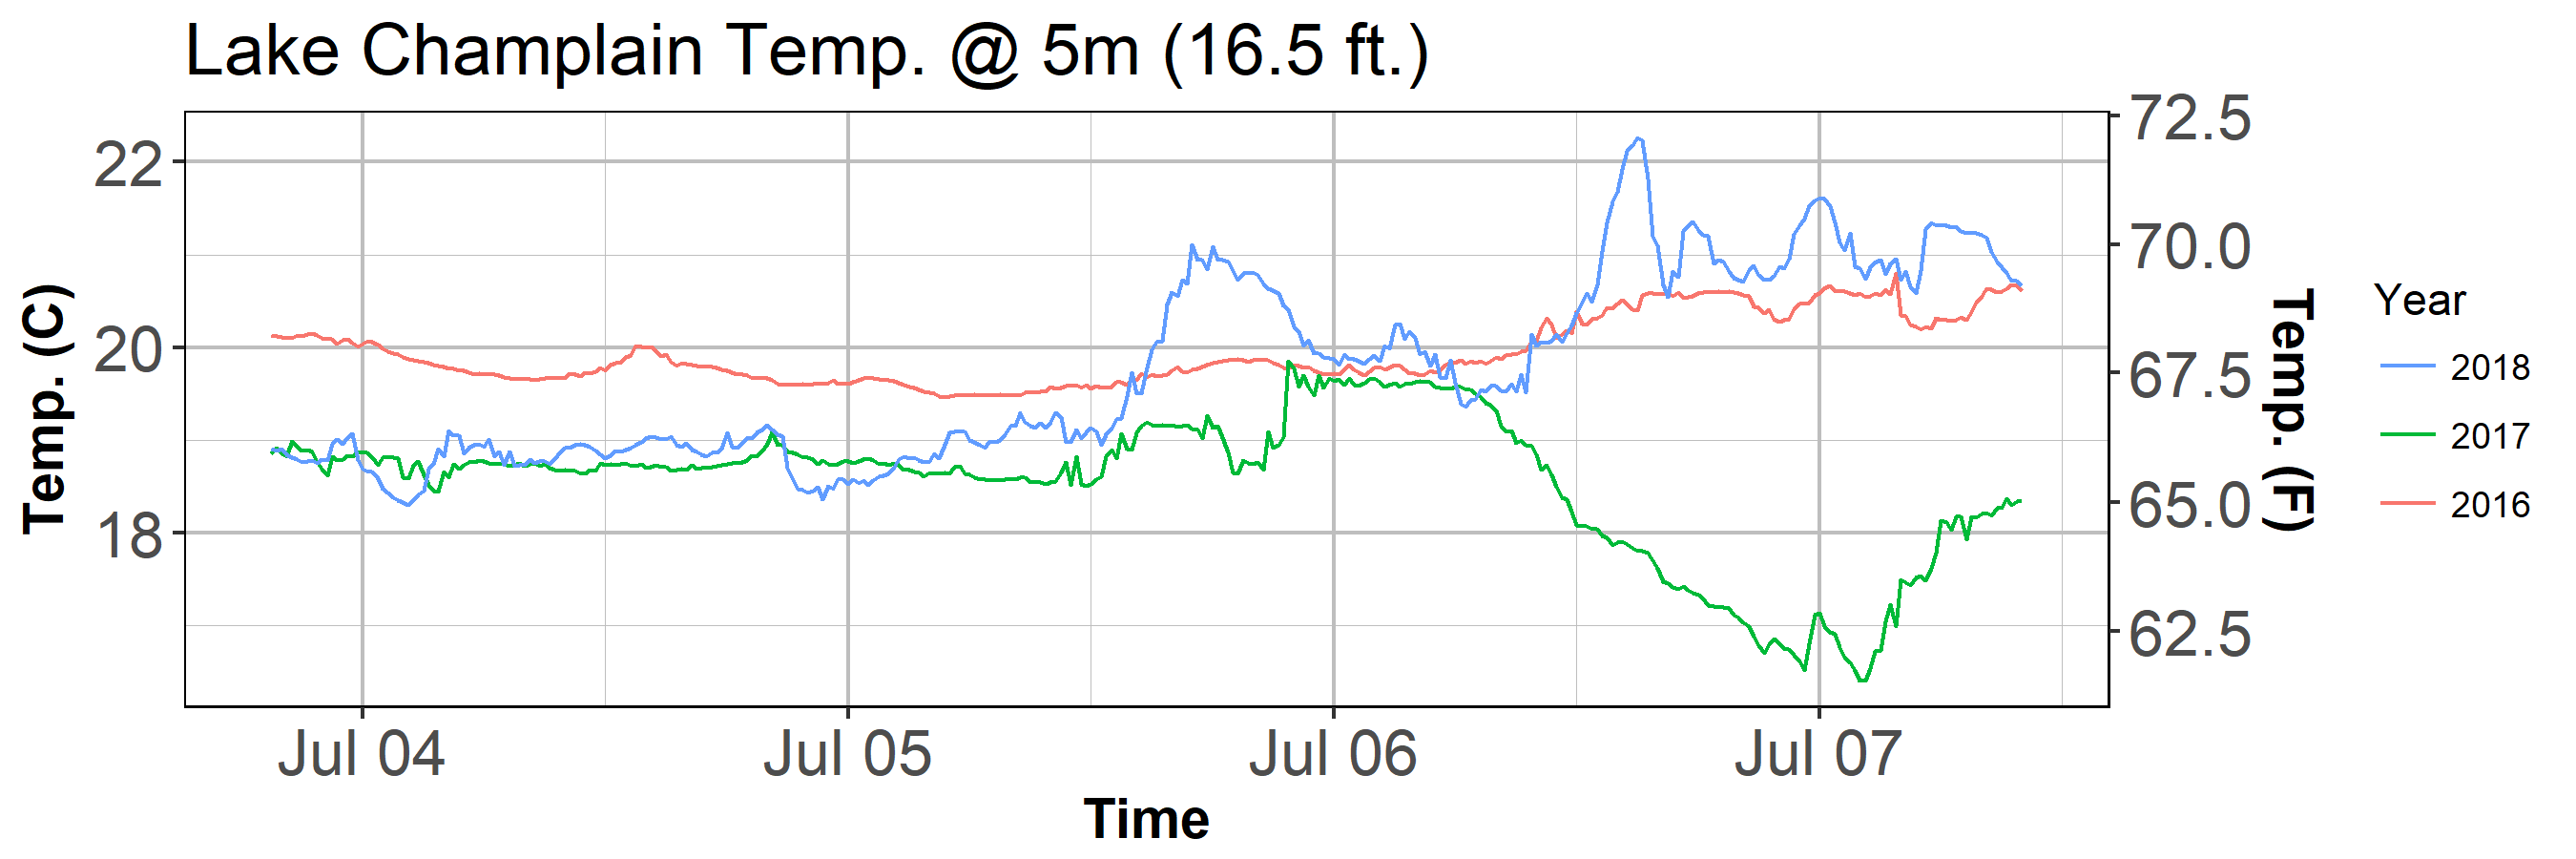 Lake Champlain Temp. @ 5m (16.5 ft.)
Temp. (C)
22
20
18
72.5
70.0
67.5
65.0
62.5
Temp. (F)
Year
2018
2017
2016
Jul 04 Jul 05 Jul 06 Jul 07
Time